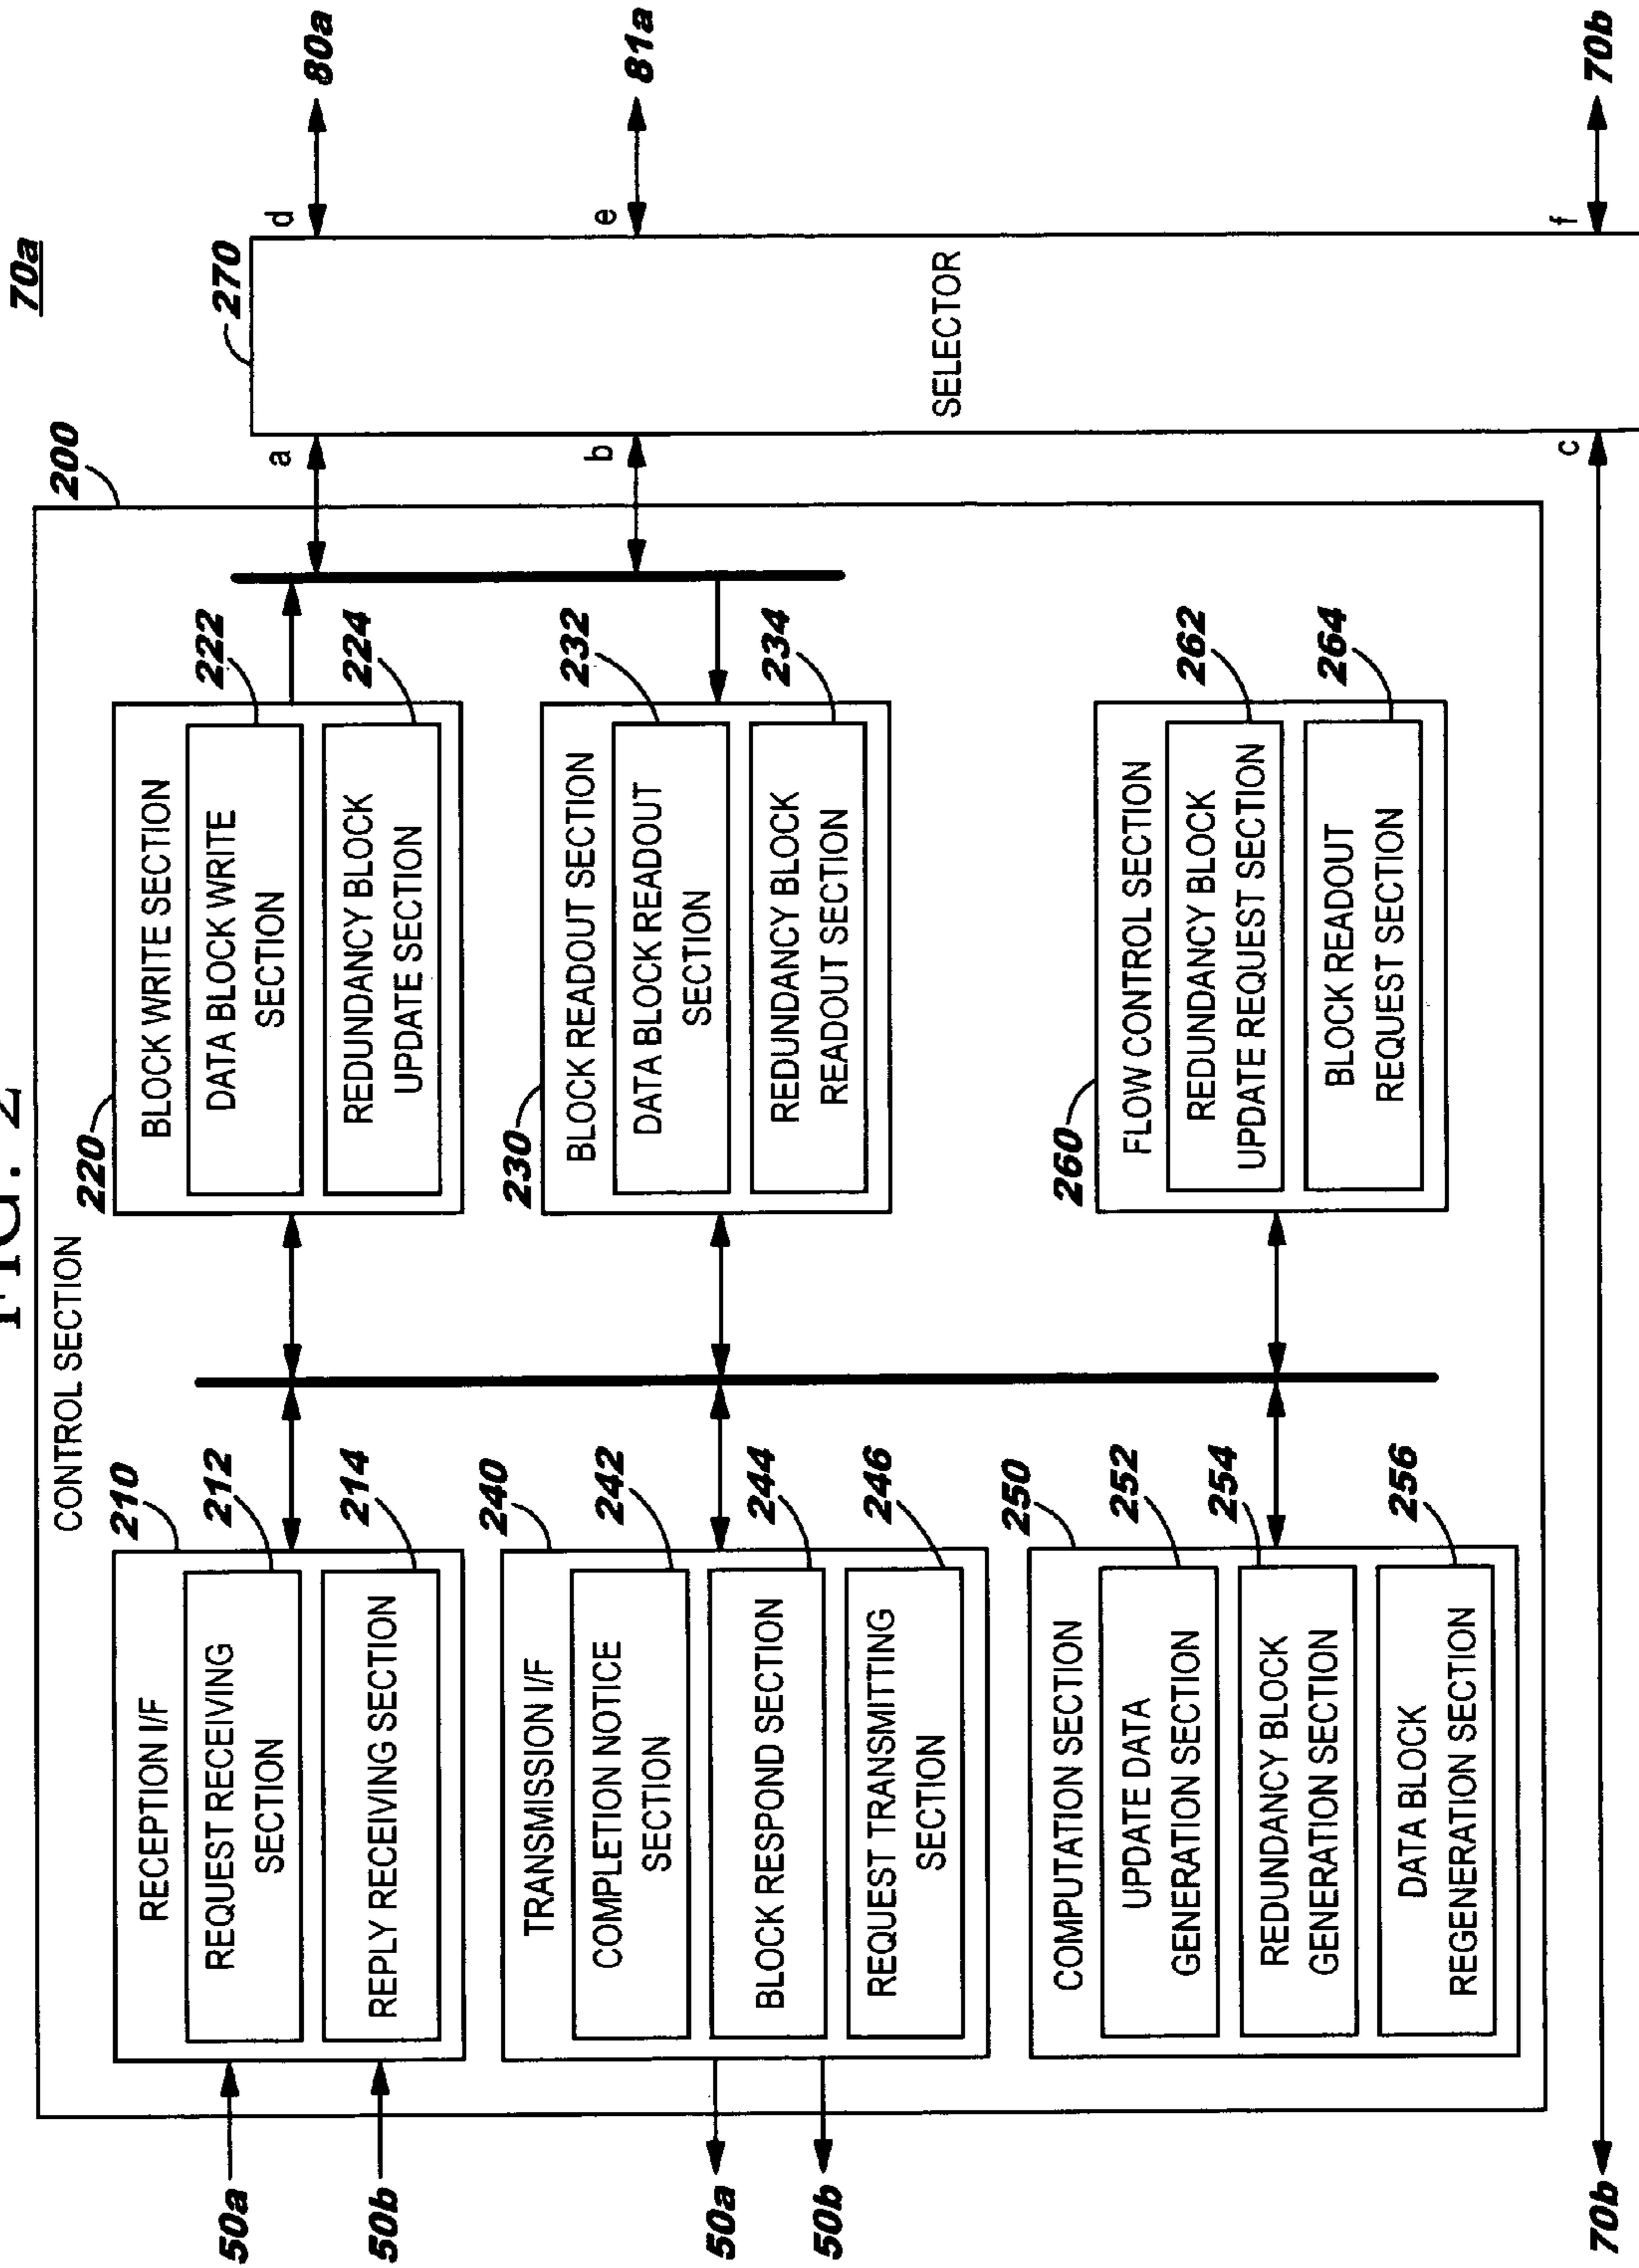 FIG. 2
70a
CONTROL SECTION
200
270
210
RECEPTION I/F
212
REQUEST RECEIVING
SECTION
214
REPLY RECEIVING SECTION
50a
50b
220
BLOCK WRITE SECTION
222
DATA BLOCK WRITE
SECTION
224
REDUNDANCY BLOCK
UPDATE SECTION
240
TRANSMISSION I/F
242
COMPLETION NOTICE
SECTION
244
BLOCK RESPOND SECTION
246
REQUEST TRANSMITTING
SECTION
50a
50b
230
BLOCK READOUT SECTION
232
DATA BLOCK READOUT
SECTION
234
REDUNDANCY BLOCK
READOUT SECTION
250
COMPUTATION SECTION
252
UPDATE DATA
GENERATION SECTION
254
REDUNDANCY BLOCK
GENERATION SECTION
256
DATA BLOCK
REGENERATION SECTION
260
FLOW CONTROL SECTION
262
REDUNDANCY BLOCK
UPDATE REQUEST SECTION
264
BLOCK READOUT
REQUEST SECTION
SELECTOR
a
d
80a
b
e
81a
70b
c
f
70b